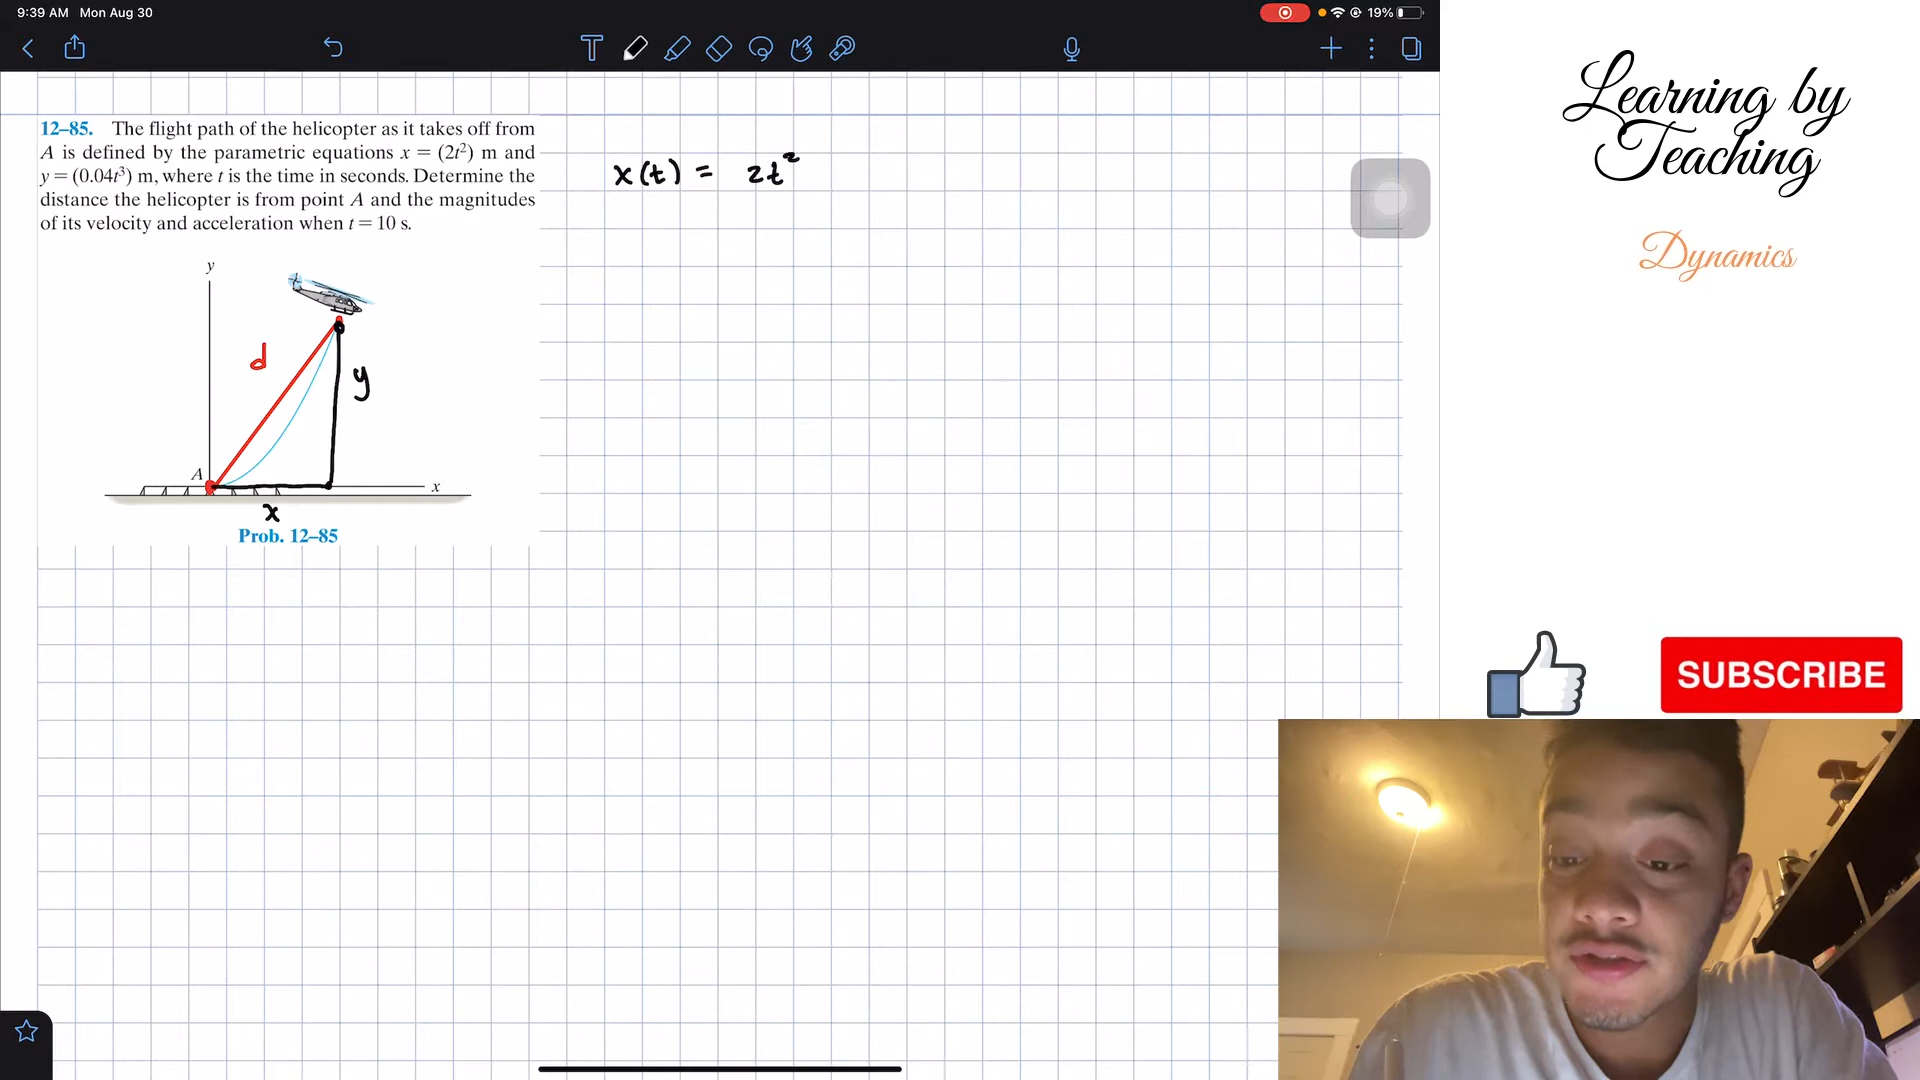 9:39 AM Mon Aug 30
19%
12–85. The flight path of the helicopter as it takes off from
A is defined by the parametric equations x = (2t²) m and
y = (0.04t³) m, where t is the time in seconds. Determine the
distance the helicopter is from point A and the magnitudes
of its velocity and acceleration when t = 10 s.
x(t) = 2t²
y
d
y
A
x
x
Prob. 12–85
Learning by
Teaching
Dynamics
SUBSCRIBE